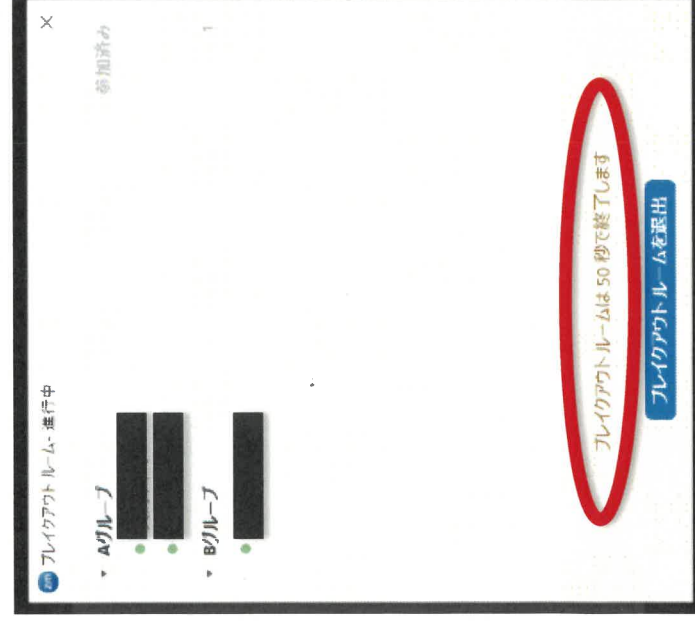 zm ブレイクアウト ルーム - 進行中
Aグループ 参加済み
Bグループ 1
ブレイクアウト ルームは 50 秒で終了します
ブレイクアウト ルームを退出